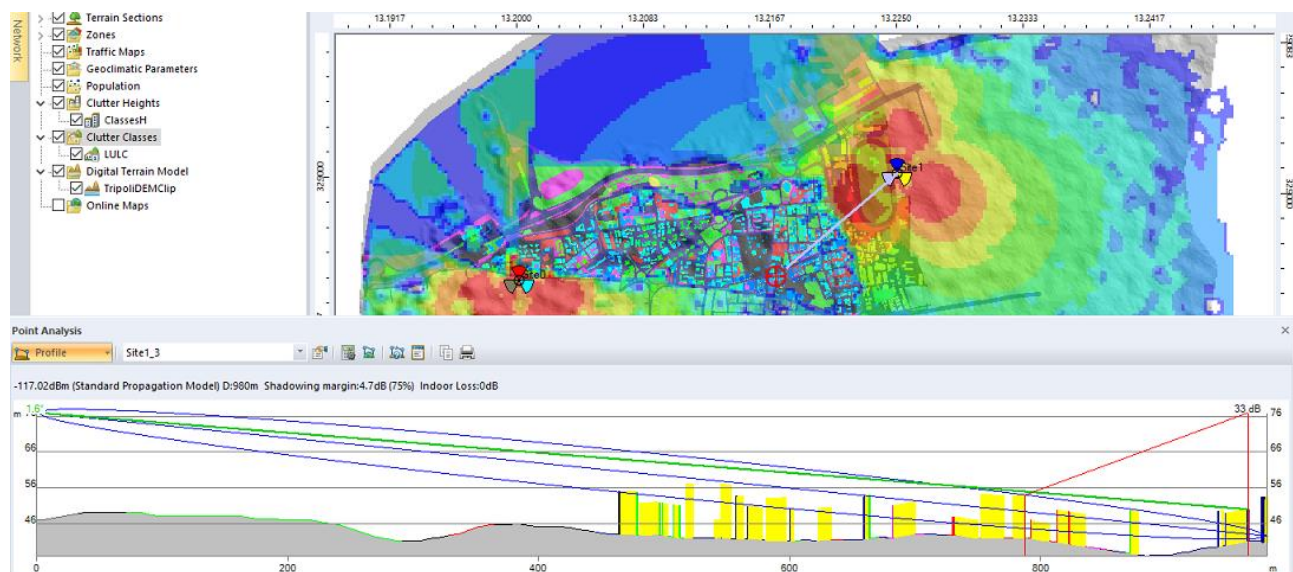 Network
Terrain Sections
Zones
Traffic Maps
Geoclimatic Parameters
Population
Clutter Heights
ClassesH
Clutter Classes
LULC
Digital Terrain Model
TripoliDEMClip
Online Maps
13.1917 13.2000 13.2083 13.2167 13.2250 13.2333 13.2417
Site1
Site0
Point Analysis
Profile Site1_3
-117.02dBm (Standard Propagation Model) D:980m Shadowing margin:4.7dB (75%) Indoor Loss:0dB
m 1.6° 33 dB 76
66 66
56 56
46 46
0 200 400 600 800 m